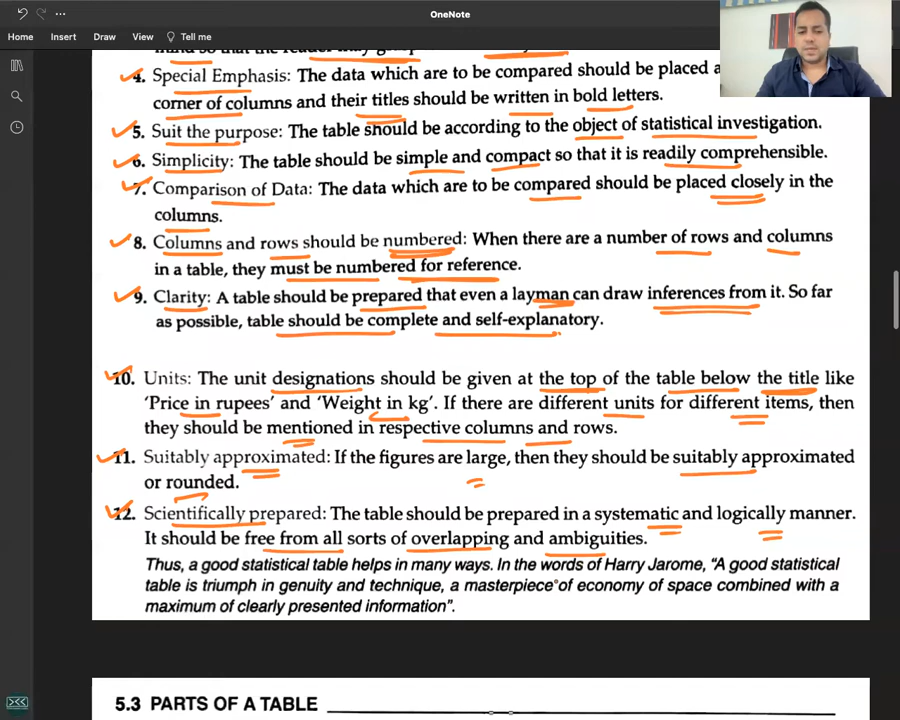 OneNote
Home Insert Draw View Tell me
4. Special Emphasis: The data which are to be compared should be placed a
corner of columns and their titles should be written in bold letters.
5. Suit the purpose: The table should be according to the object of statistical investigation.
6. Simplicity: The table should be simple and compact so that it is readily comprehensible.
7. Comparison of Data: The data which are to be compared should be placed closely in the
columns.
8. Columns and rows should be numbered: When there are a number of rows and columns
in a table, they must be numbered for reference.
9. Clarity: A table should be prepared that even a layman can draw inferences from it. So far
as possible, table should be complete and self-explanatory.
10. Units: The unit designations should be given at the top of the table below the title like
‘Price in rupees’ and ‘Weight in kg’. If there are different units for different items, then
they should be mentioned in respective columns and rows.
11. Suitably approximated: If the figures are large, then they should be suitably approximated
or rounded.
12. Scientifically prepared: The table should be prepared in a systematic and logically manner.
It should be free from all sorts of overlapping and ambiguities.
Thus, a good statistical table helps in many ways. In the words of Harry Jarome, “A good statistical
table is triumph in genuity and technique, a masterpiece of economy of space combined with a
maximum of clearly presented information”.
5.3 PARTS OF A TABLE